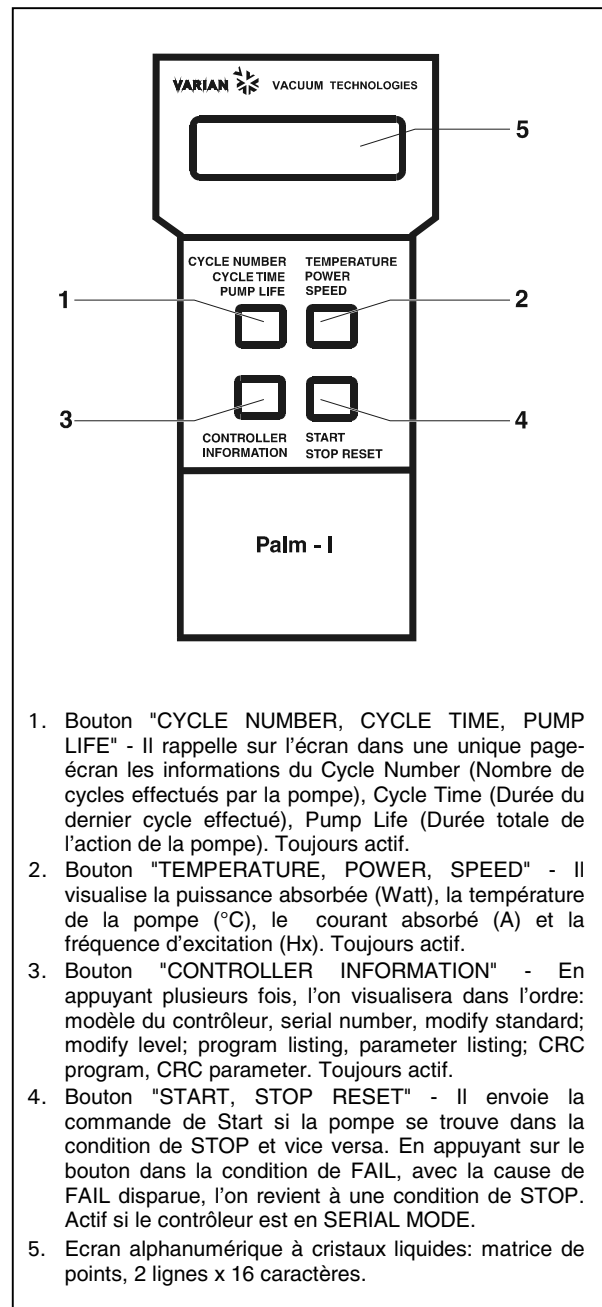 VARIAN VACUUM TECHNOLOGIES
5
CYCLE NUMBER
CYCLE TIME
PUMP LIFE
TEMPERATURE
POWER
SPEED
1
2
3
4
CONTROLLER
INFORMATION
START
STOP RESET
Palm - I
1. Bouton "CYCLE NUMBER, CYCLE TIME, PUMP
LIFE" - Il rappelle sur l’écran dans une unique page-
écran les informations du Cycle Number (Nombre de
cycles effectués par la pompe), Cycle Time (Durée du
dernier cycle effectué), Pump Life (Durée totale de
l’action de la pompe). Toujours actif.
2. Bouton "TEMPERATURE, POWER, SPEED" - Il
visualise la puissance absorbée (Watt), la température
de la pompe (°C), le courant absorbé (A) et la
fréquence d’excitation (Hx). Toujours actif.
3. Bouton "CONTROLLER INFORMATION" - En
appuyant plusieurs fois, l’on visualisera dans l’ordre:
modèle du contrôleur, serial number, modify standard;
modify level; program listing, parameter listing; CRC
program, CRC parameter. Toujours actif.
4. Bouton "START, STOP RESET" - Il envoie la
commande de Start si la pompe se trouve dans la
condition de STOP et vice versa. En appuyant sur le
bouton dans la condition de FAIL, avec la cause de
FAIL disparue, l’on revient à une condition de STOP.
Actif si le contrôleur est en SERIAL MODE.
5. Ecran alphanumérique à cristaux liquides: matrice de
points, 2 lignes x 16 caractères.